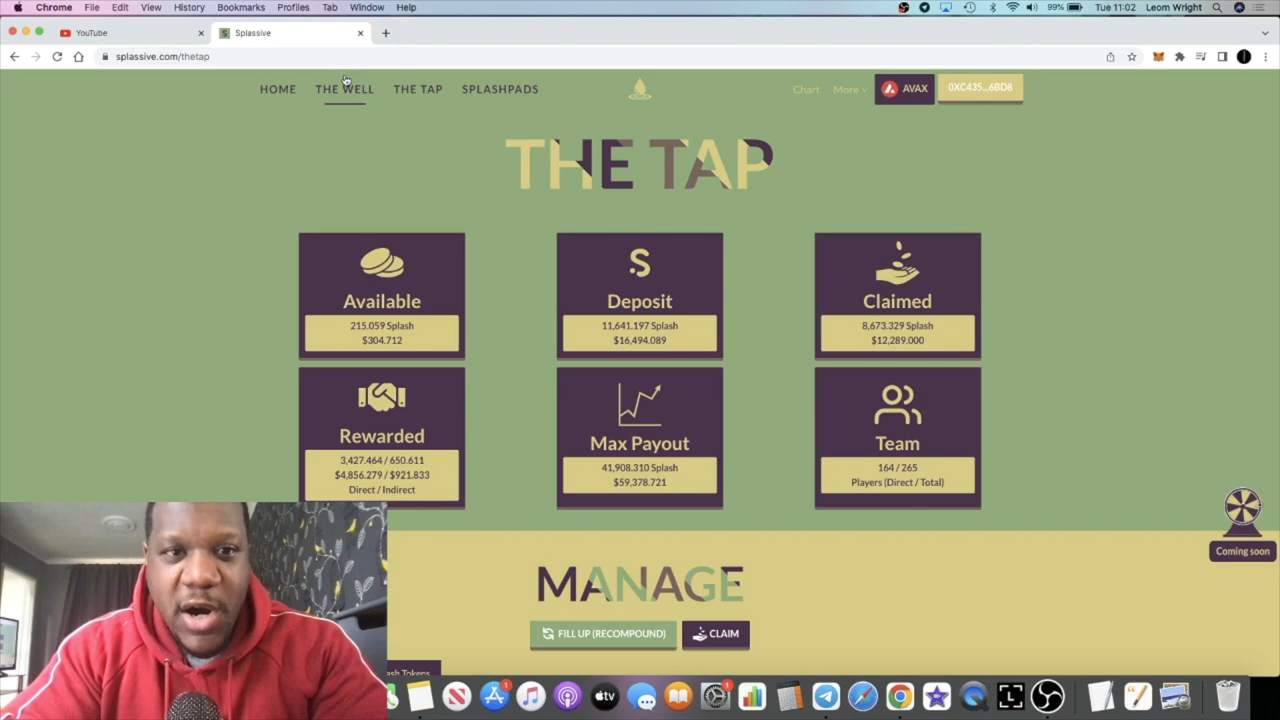 Chrome File Edit View History Bookmarks Profiles Tab Window Help 99% Tue 11:02 Leom Wright
YouTube Splassive
splassive.com/thetap
HOME THE WELL THE TAP SPLASHPADS Chart More AVAX 0XC435...6BD8
THE TAP
Available Deposit Claimed
215.059 Splash 11,641.197 Splash 8,673.329 Splash
$304.712 $16,494.089 $12,289.000
Rewarded Max Payout Team
3,427.464 / 650.611 41,908.310 Splash 164 / 265
$4,856.279 / $921.833 $59,378.721 Players (Direct / Total)
Direct / Indirect
Coming soon
MANAGE
FILL UP (RECOMPOUND) CLAIM
ash Tokens
tv